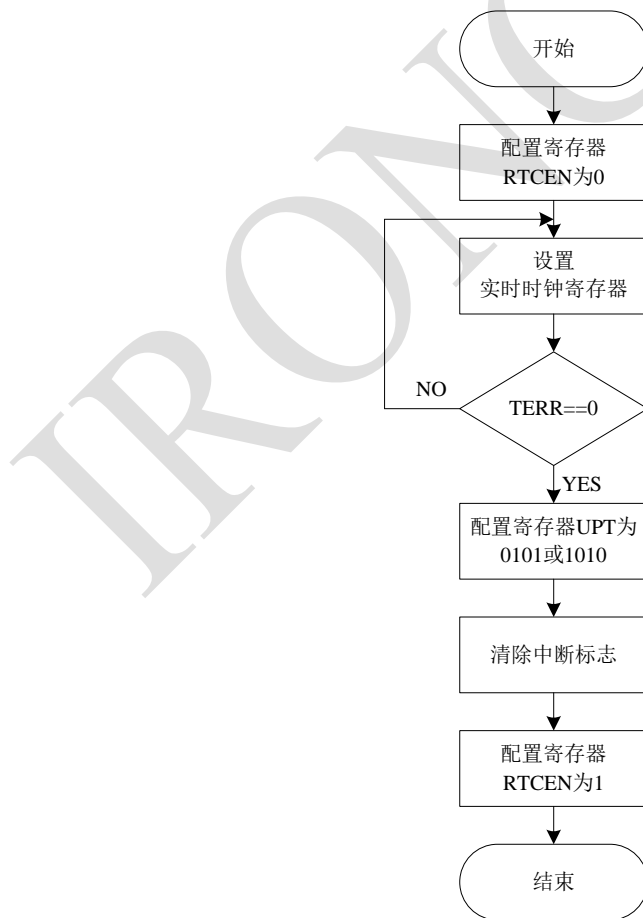 开始
配置寄存器
RTCEN为0
设置
实时时钟寄存器
NO
TERR==0
YES
配置寄存器UPT为
0101或1010
清除中断标志
配置寄存器
RTCEN为1
结束